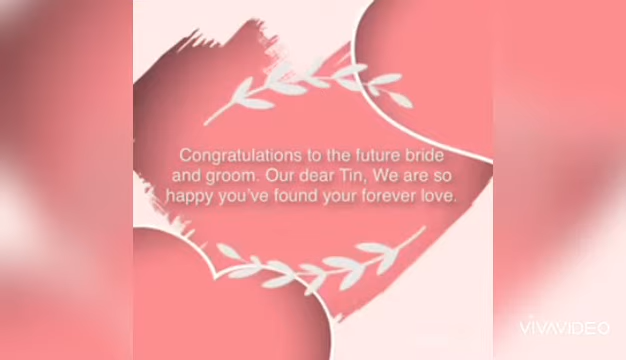 Congratulations to the future bride
and groom. Our dear Tin, We are so
happy you've found your forever love.
VIVAVIDEO